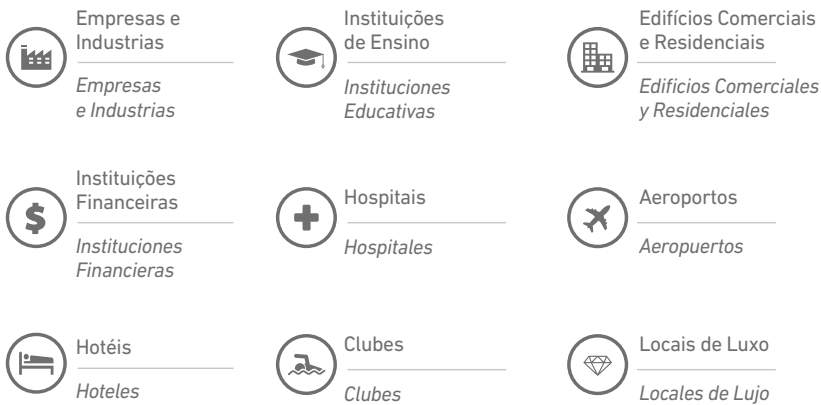 Empresas e
Industrias
Empresas
e Industrias
Instituições
de Ensino
Instituciones
Educativas
Edifícios Comerciais
e Residenciais
Edificios Comerciales
y Residenciales
Instituições
Financeiras
Instituciones
Financieras
Hospitais
Hospitales
Aeroportos
Aeropuertos
Hotéis
Hoteles
Clubes
Clubes
Locais de Luxo
Locales de Lujo